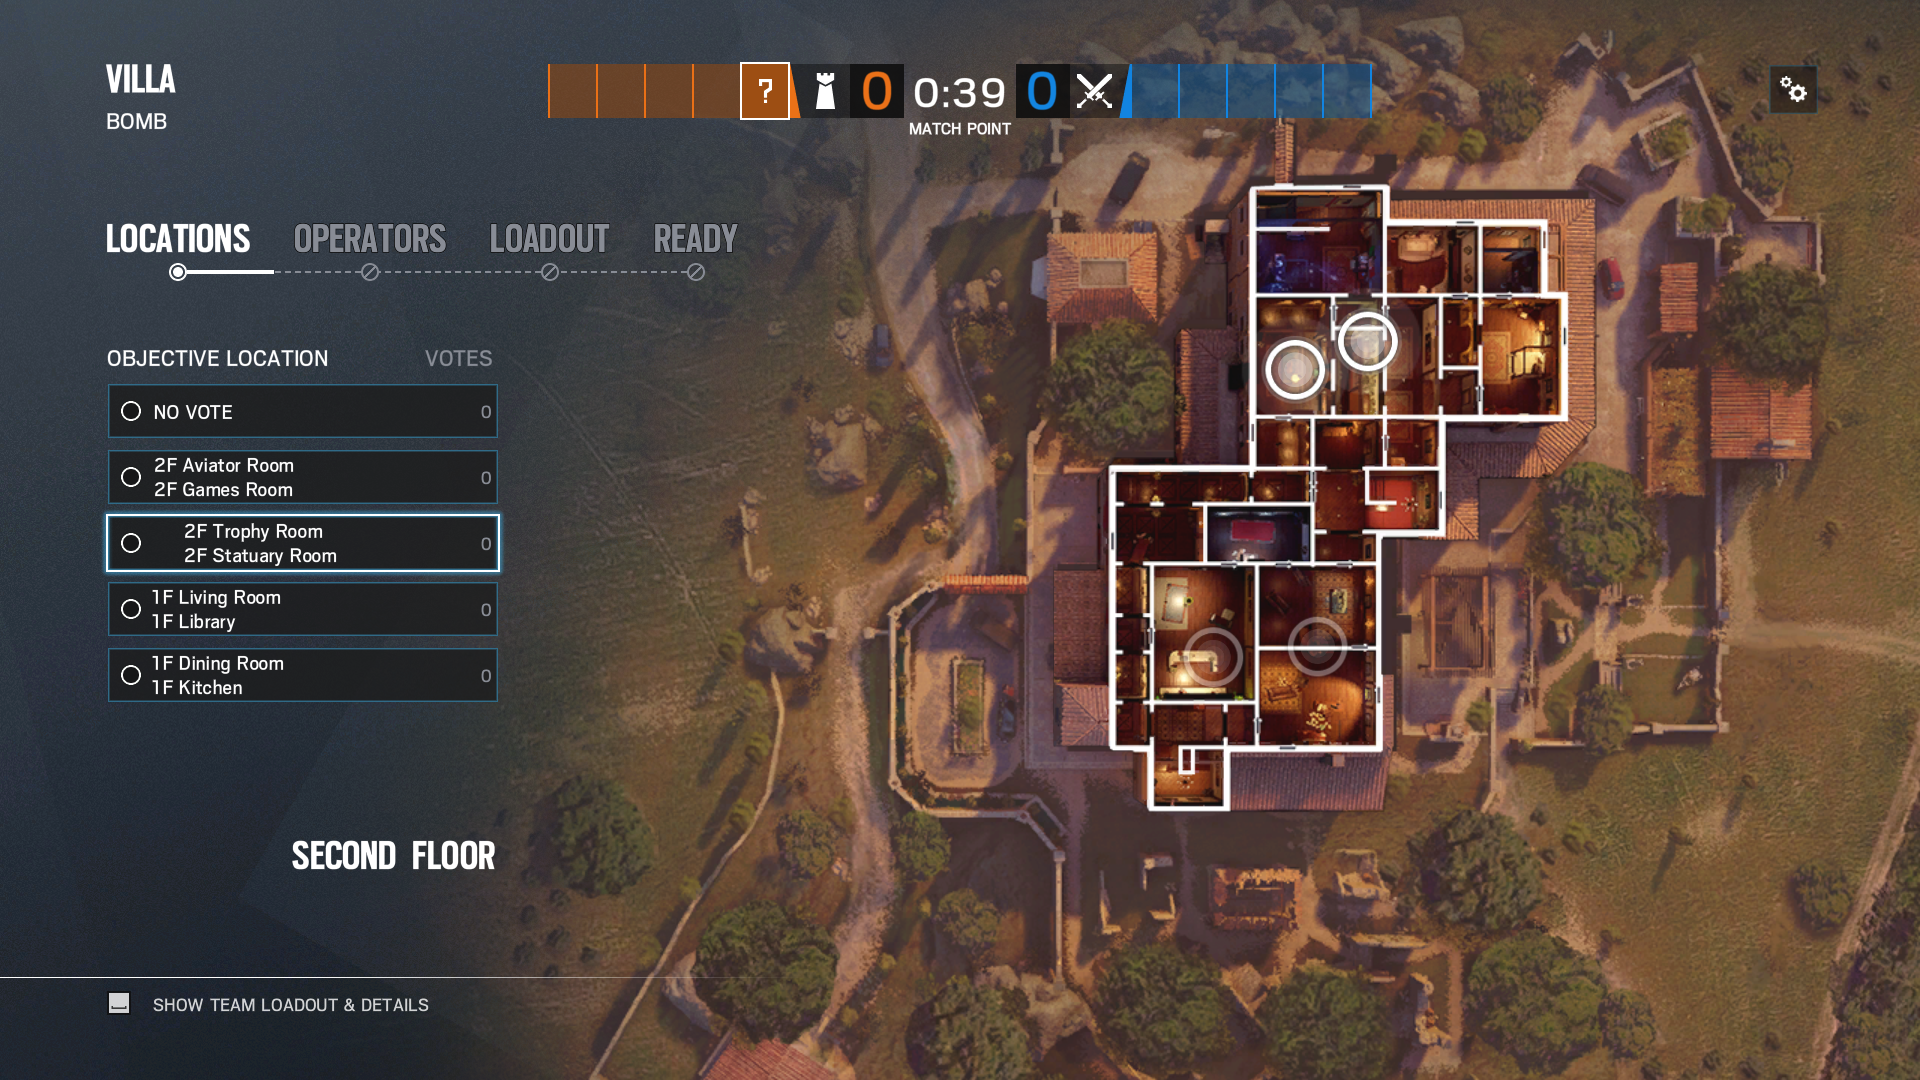 VILLA
BOMB
?
0
0:39
0
MATCH POINT
LOCATIONS
OPERATORS
LOADOUT
READY
OBJECTIVE LOCATION
VOTES
NO VOTE
0
2F Aviator Room
2F Games Room
0
2F Trophy Room
2F Statuary Room
0
1F Living Room
1F Library
0
1F Dining Room
1F Kitchen
0
SECOND FLOOR
SHOW TEAM LOADOUT & DETAILS